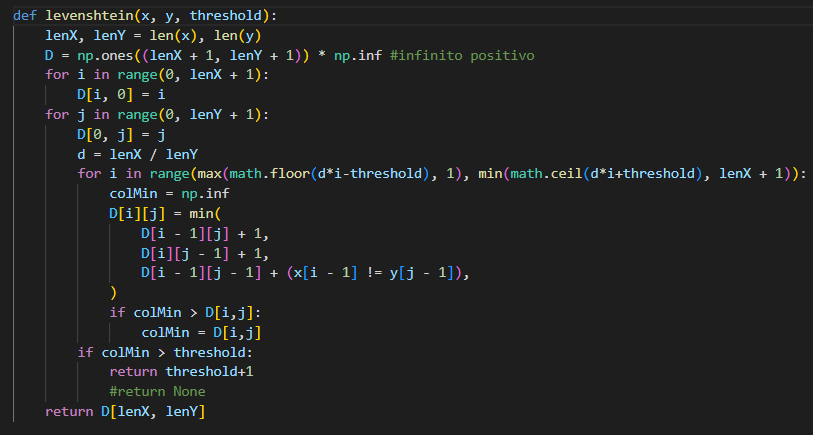 def levenshtein(x, y, threshold):
    lenX, lenY = len(x), len(y)
    D = np.ones((lenX + 1, lenY + 1)) * np.inf #infinito positivo
    for i in range(0, lenX + 1):
        D[i, 0] = i
    for j in range(0, lenY + 1):
        D[0, j] = j
        d = lenX / lenY
        for i in range(max(math.floor(d*i-threshold), 1), min(math.ceil(d*i+threshold), lenX + 1)):
            colMin = np.inf
            D[i][j] = min(
                D[i - 1][j] + 1,
                D[i][j - 1] + 1,
                D[i - 1][j - 1] + (x[i - 1] != y[j - 1]),
            )
            if colMin > D[i,j]:
                colMin = D[i,j]
        if colMin > threshold:
            return threshold+1
            #return None
    return D[lenX, lenY]